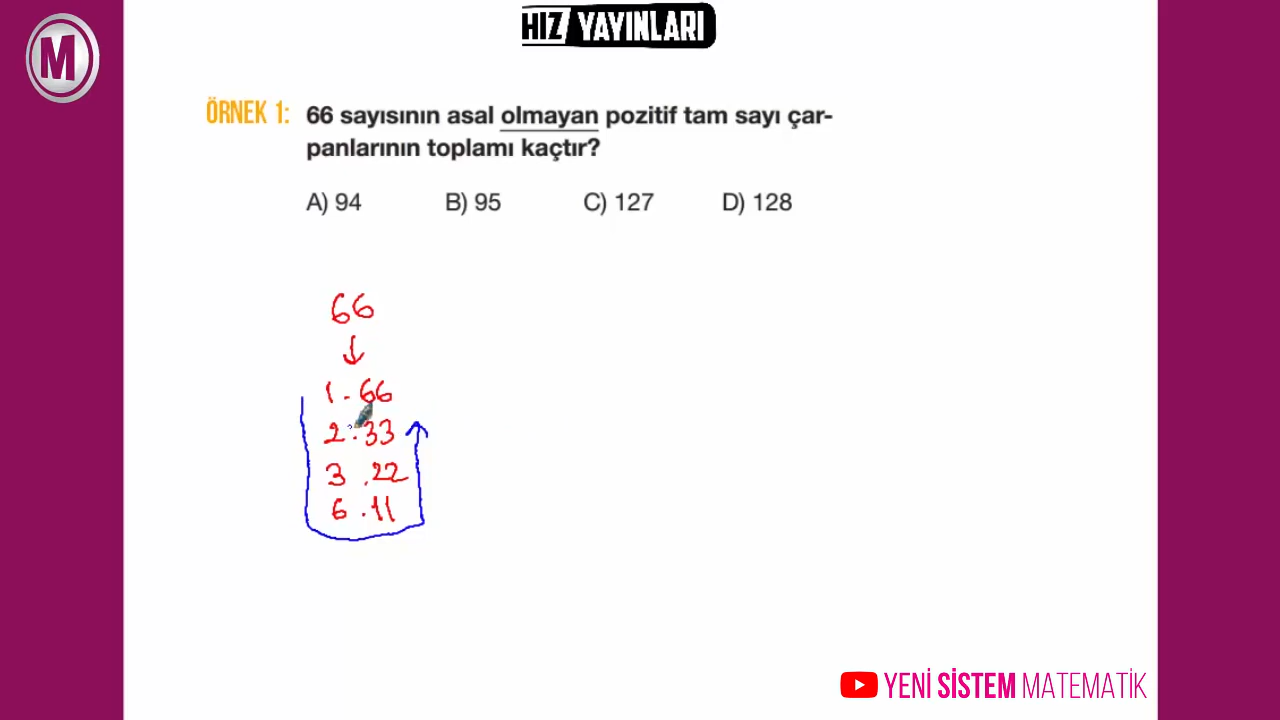 M
HIZ YAYINLARI
ÖRNEK 1: 66 sayısının asal olmayan pozitif tam sayı çar-
panlarının toplamı kaçtır?
A) 94 B) 95 C) 127 D) 128
66
1 . 66
2 . 33
3 . 22
6 . 11
YENİ SİSTEM MATEMATİK